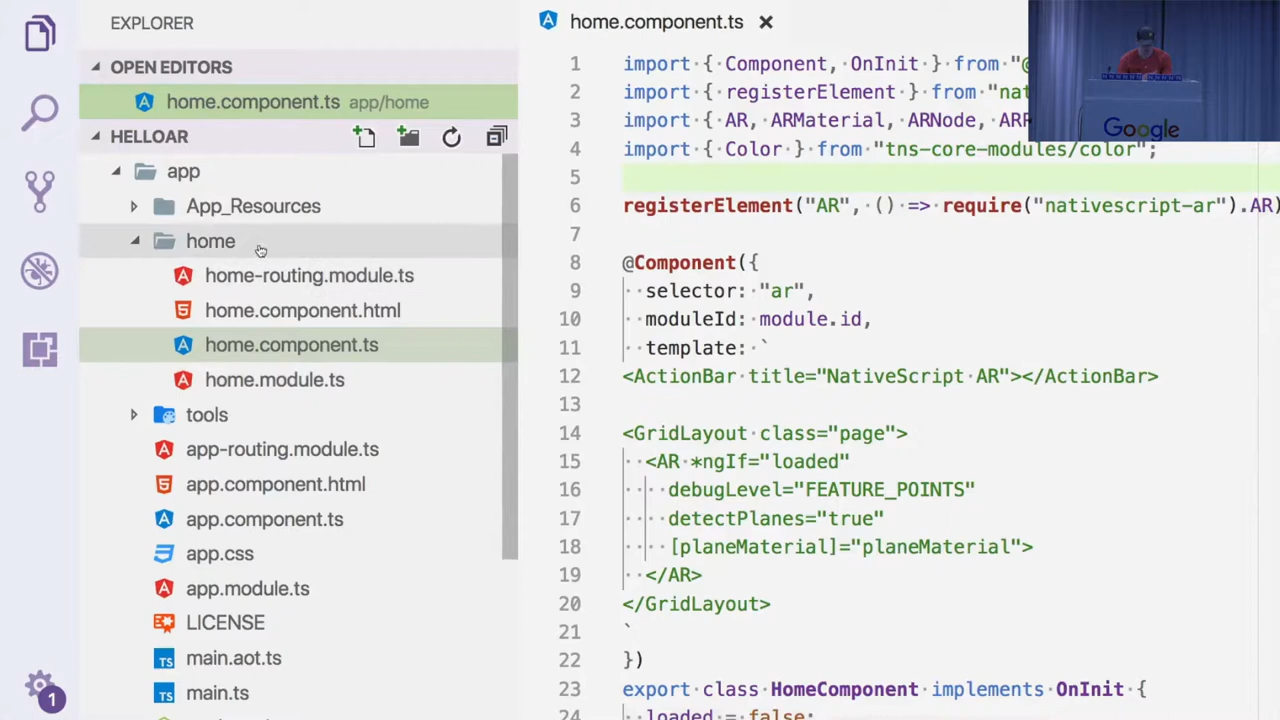 EXPLORER
OPEN EDITORS
home.component.ts app/home
HELLOAR
app
App_Resources
home
home-routing.module.ts
home.component.html
home.component.ts
home.module.ts
tools
app-routing.module.ts
app.component.html
app.component.ts
app.css
app.module.ts
LICENSE
TS main.aot.ts
TS main.ts
1
home.component.ts
1 import { Component, OnInit } from "@
2 import { registerElement } from "nat
3 import { AR, ARMaterial, ARNode, ARP
4 import { Color } from "tns-core-modules/color";
5
6 registerElement("AR", () => require("nativescript-ar").AR)
7
8 @Component({
9 selector: "ar",
10 moduleId: module.id,
11 template: `
12 <ActionBar title="NativeScript AR"></ActionBar>
13
14 <GridLayout class="page">
15 <AR *ngIf="loaded"
16 debugLevel="FEATURE_POINTS"
17 detectPlanes="true"
18 [planeMaterial]="planeMaterial">
19 </AR>
20 </GridLayout>
21 `
22 })
23 export class HomeComponent implements OnInit {
24 loaded = false;
Google